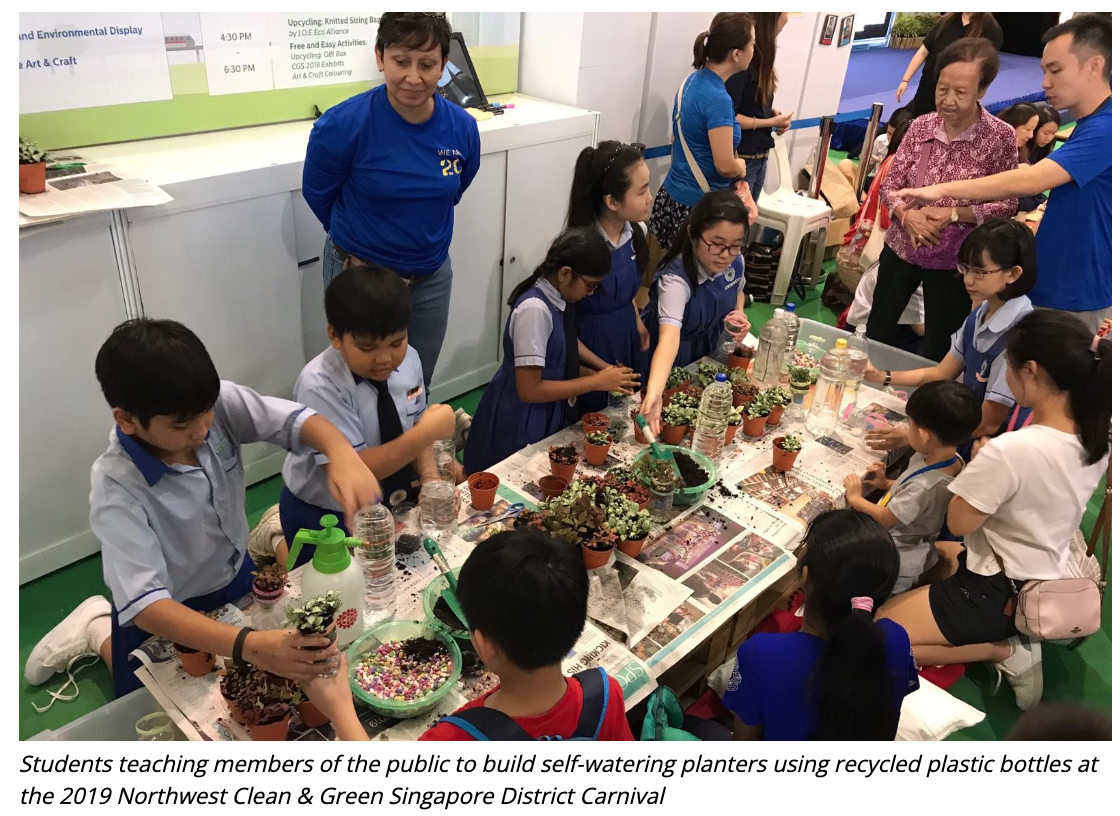 and Environmental Display
e Art & Craft
4:30 PM
-
6:30 PM
Upcycling: Knitted String Bag
by J.O.E Eco Alliance
Free and Easy Activities:
Upcycling: Gift Box
CGS 2018 Exhibits
Art & Craft Colouring
Students teaching members of the public to build self-watering planters using recycled plastic bottles at
the 2019 Northwest Clean & Green Singapore District Carnival